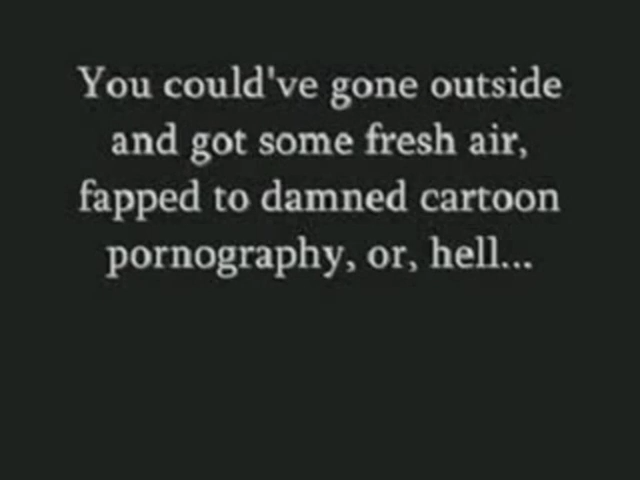 You could've gone outside
and got some fresh air,
fapped to damned cartoon
pornography, or, hell...